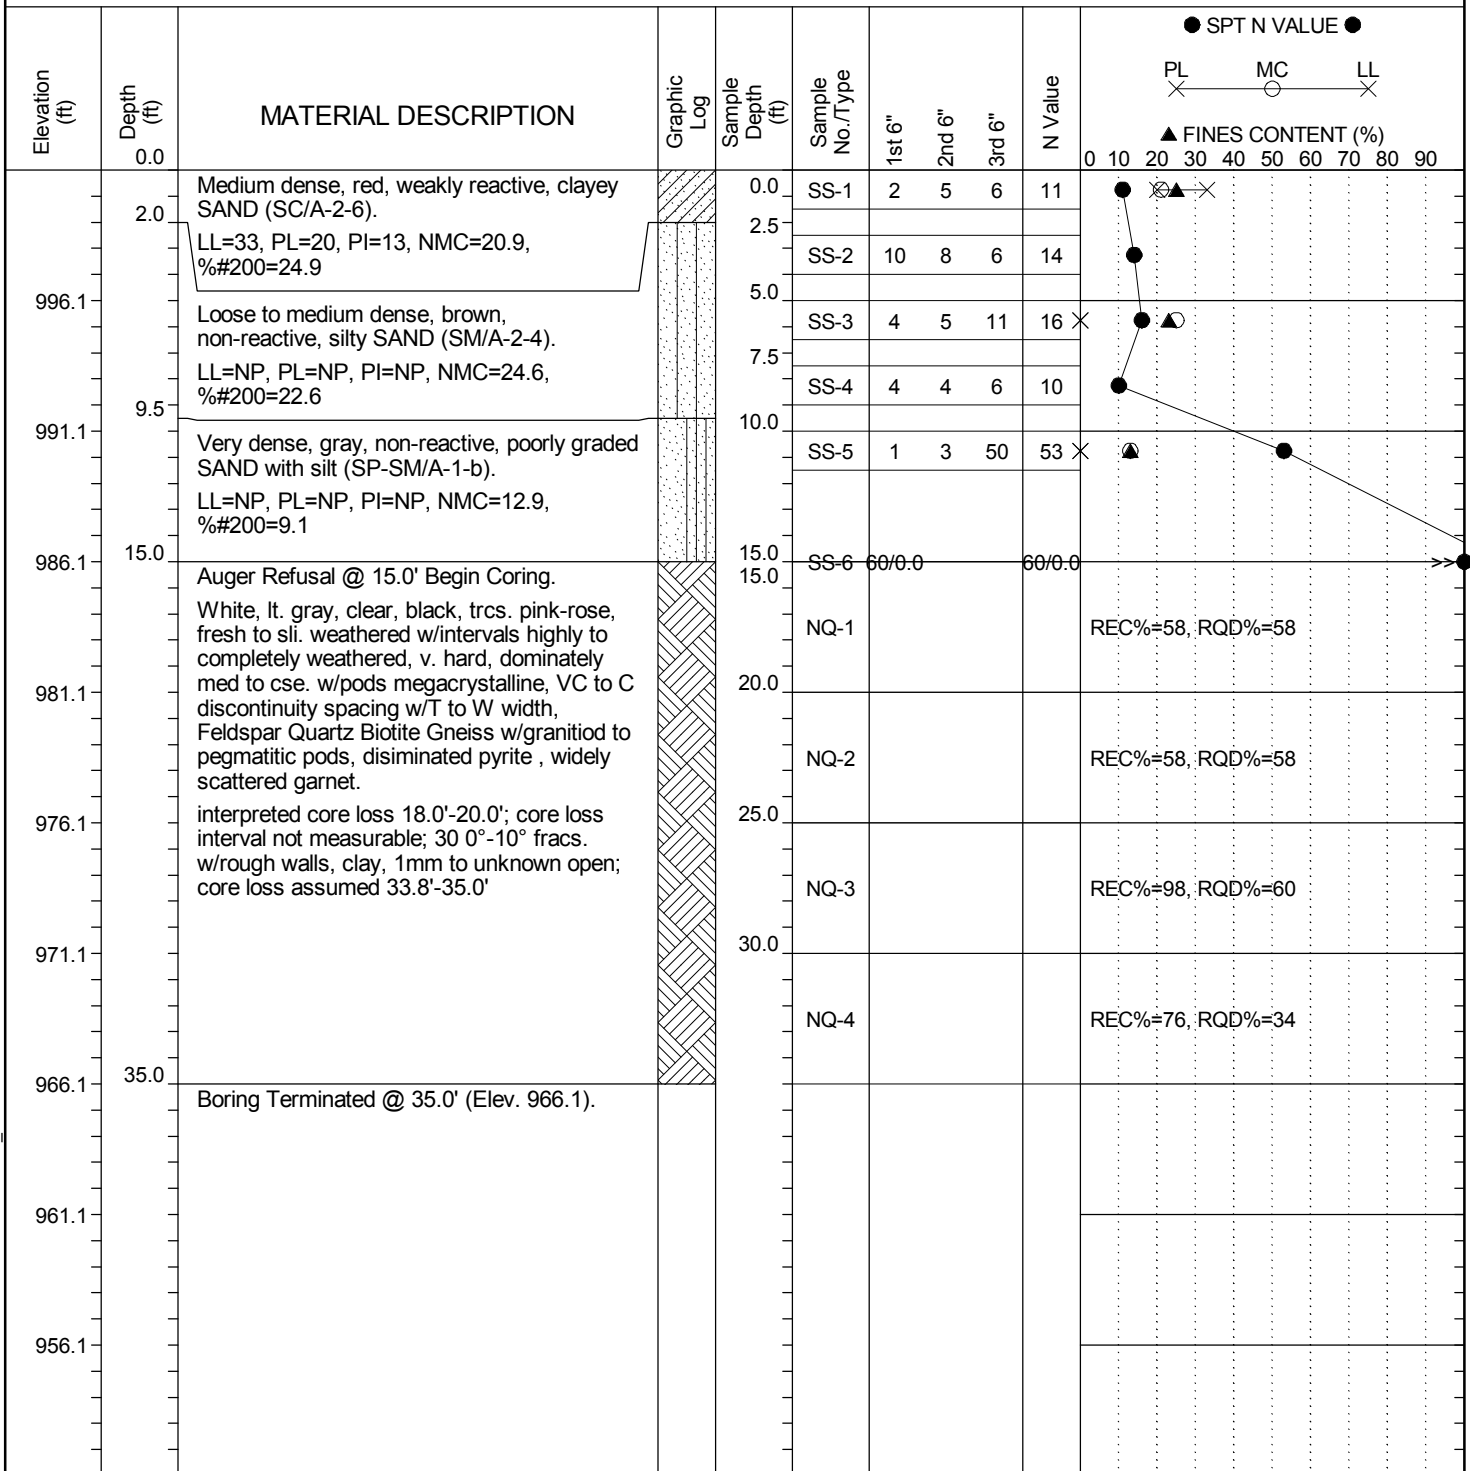 Elevation (ft)
Depth (ft)
0.0
MATERIAL DESCRIPTION
Graphic Log
Sample Depth (ft)
Sample No./Type
1st 6"
2nd 6"
3rd 6"
N Value
● SPT N VALUE ●
PL MC LL
▲ FINES CONTENT (%)
0 10 20 30 40 50 60 70 80 90
Medium dense, red, weakly reactive, clayey
SAND (SC/A-2-6).
2.0
LL=33, PL=20, PI=13, NMC=20.9,
%#200=24.9
0.0
SS-1 2 5 6 11
2.5
SS-2 10 8 6 14
996.1
5.0
Loose to medium dense, brown,
non-reactive, silty SAND (SM/A-2-4).
LL=NP, PL=NP, PI=NP, NMC=24.6,
%#200=22.6
9.5
SS-3 4 5 11 16
7.5
SS-4 4 4 6 10
991.1
10.0
Very dense, gray, non-reactive, poorly graded
SAND with silt (SP-SM/A-1-b).
LL=NP, PL=NP, PI=NP, NMC=12.9,
%#200=9.1
SS-5 1 3 50 53
986.1
15.0
15.0
SS-6 60/0.0 60/0.0 >>
15.0
Auger Refusal @ 15.0' Begin Coring.
White, lt. gray, clear, black, trcs. pink-rose,
fresh to sli. weathered w/intervals highly to
completely weathered, v. hard, dominately
med to cse. w/pods megacrystalline, VC to C
discontinuity spacing w/T to W width,
Feldspar Quartz Biotite Gneiss w/granitiod to
pegmatitic pods, disiminated pyrite , widely
scattered garnet.
interpreted core loss 18.0'-20.0'; core loss
interval not measurable; 30 0°-10° fracs.
w/rough walls, clay, 1mm to unknown open;
core loss assumed 33.8'-35.0'
NQ-1 REC%=58, RQD%=58
981.1
20.0
NQ-2 REC%=58, RQD%=58
976.1
25.0
NQ-3 REC%=98, RQD%=60
971.1
30.0
NQ-4 REC%=76, RQD%=34
966.1
35.0
Boring Terminated @ 35.0' (Elev. 966.1).
961.1
956.1